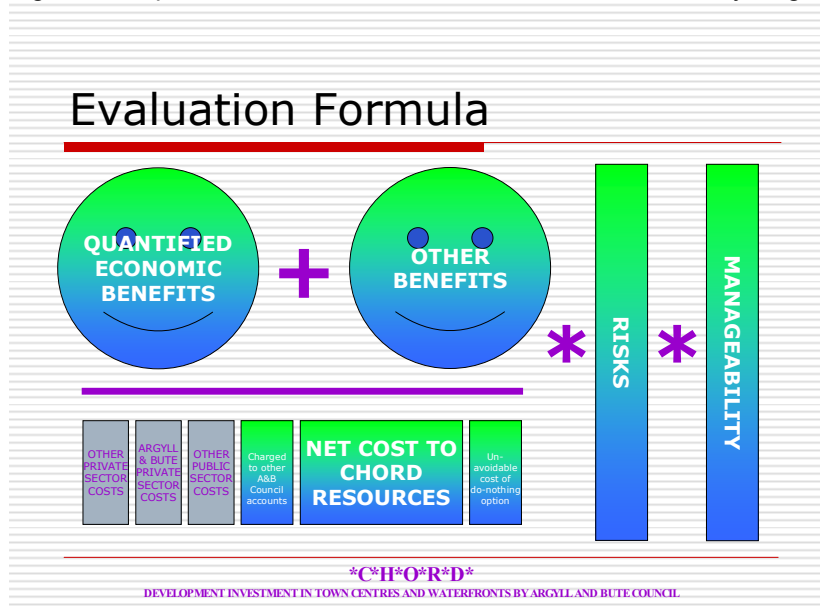 Evaluation Formula
QUANTIFIED
ECONOMIC
BENEFITS
+
OTHER
BENEFITS
*
RISKS
*
MANAGEABILITY
OTHER
PRIVATE
SECTOR
COSTS
ARGYLL
& BUTE
PRIVATE
SECTOR
COSTS
OTHER
PUBLIC
SECTOR
COSTS
Charged
to other
A&B
Council
accounts
NET COST TO
CHORD
RESOURCES
Un-
avoidable
cost of
do-nothing
option
*C*H*O*R*D*
DEVELOPMENT INVESTMENT IN TOWN CENTRES AND WATERFRONTS BY ARGYLL AND BUTE COUNCIL